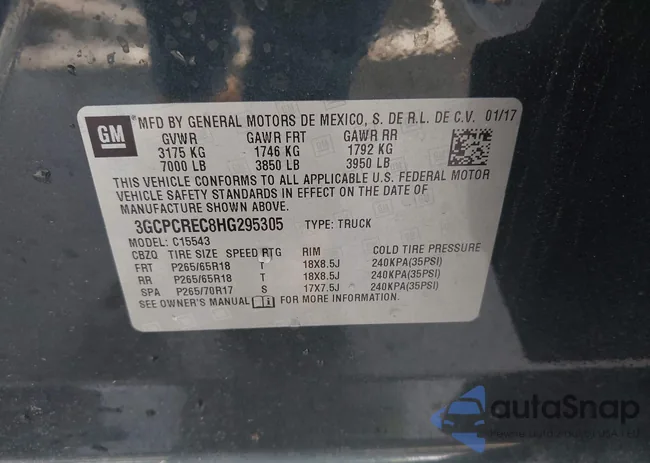 GM
MFD BY GENERAL MOTORS DE MEXICO, S. DE R.L. DE C.V. 01/17
GVWR GAWR FRT GAWR RR
3175 KG 1746 KG 1792 KG
7000 LB 3850 LB 3950 LB
THIS VEHICLE CONFORMS TO ALL APPLICABLE U.S. FEDERAL MOTOR
VEHICLE SAFETY STANDARDS IN EFFECT ON THE DATE OF
MANUFACTURE SHOWN ABOVE.
3GCPCREC8HG295305 TYPE: TRUCK
MODEL: C15543
CBZQ TIRE SIZE SPEED RTG RIM COLD TIRE PRESSURE
FRT P265/65R18 T 18X8.5J 240KPA(35PSI)
RR P265/65R18 T 18X8.5J 240KPA(35PSI)
SPA P265/70R17 S 17X7.5J 240KPA(35PSI)
SEE OWNER'S MANUAL
autoSnap